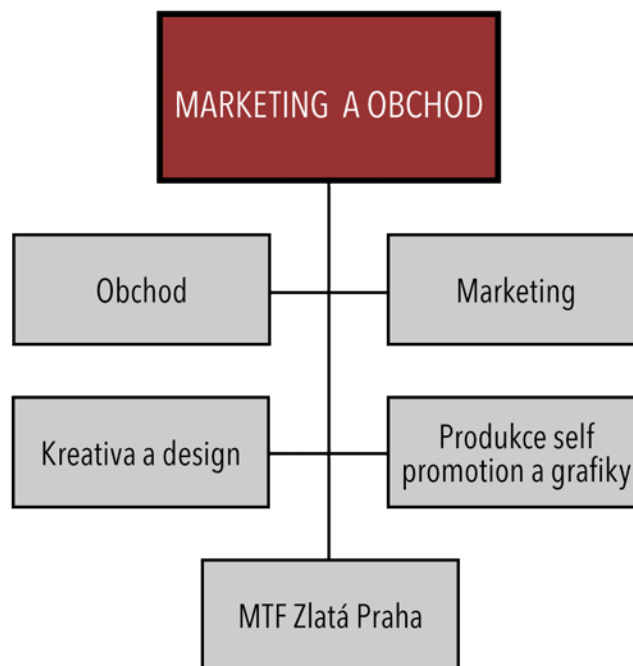 MARKETING A OBCHOD
Obchod
Marketing
Kreativa a design
Produkce self
promotion a grafiky
MTF Zlatá Praha